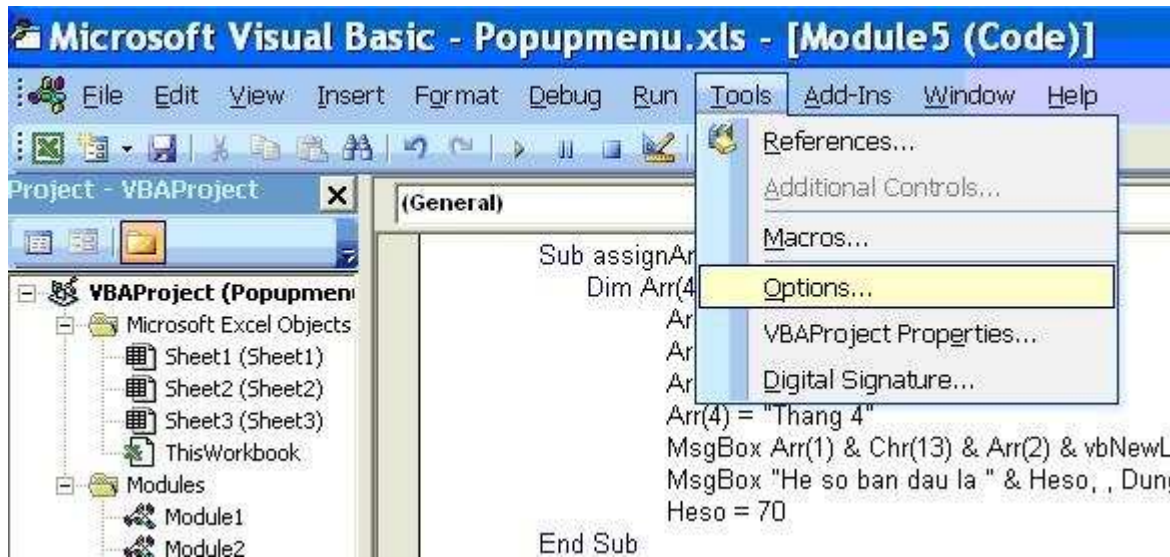 Microsoft Visual Basic - Popupmenu.xls - [Module5 (Code)]
File Edit View Insert Format Debug Run Tools Add-Ins Window Help
References...
Additional Controls...
Macros...
Options...
VBAProject Properties...
Digital Signature...
Project - VBAProject
VBAProject (Popupmen
Microsoft Excel Objects
Sheet1 (Sheet1)
Sheet2 (Sheet2)
Sheet3 (Sheet3)
ThisWorkbook
Modules
Module1
Module2
(General)
Sub assignAr
Dim Arr(4
Ar
Ar
Ar
Arr(4) = "Thang 4"
MsgBox Arr(1) & Chr(13) & Arr(2) & vbNewL
MsgBox "He so ban dau la " & Heso, , Dung
Heso = 70
End Sub